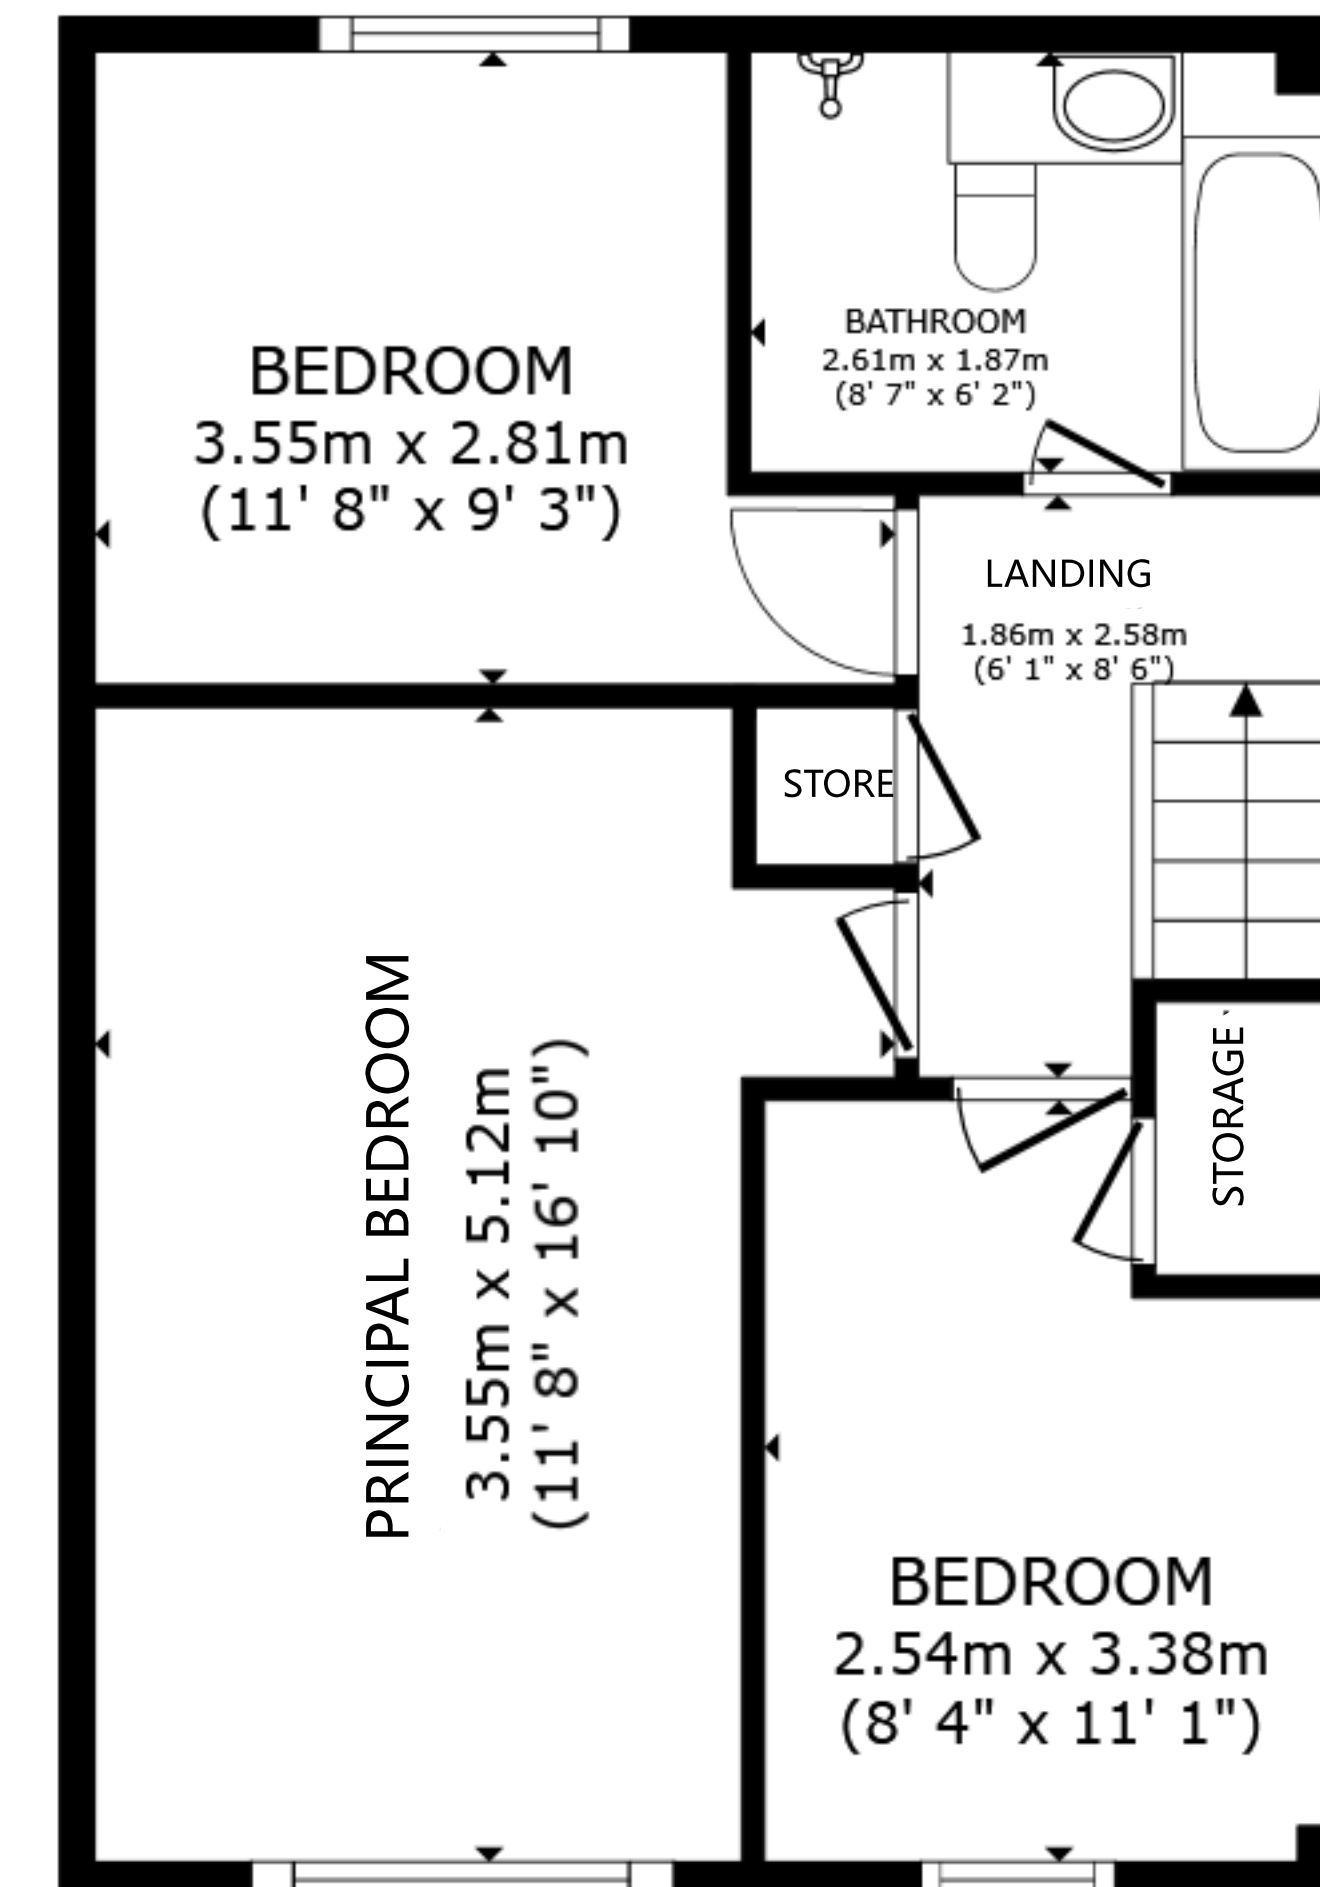 BATHROOM
2.61m x 1.87m
(8' 7" x 6' 2")
BEDROOM
3.55m x 2.81m
(11' 8" x 9' 3")
LANDING
1.86m x 2.58m
(6' 1" x 8' 6")
STORE
PRINCIPAL BEDROOM
3.55m x 5.12m
(11' 8" x 16' 10")
STORAGE
BEDROOM
2.54m x 3.38m
(8' 4" x 11' 1")